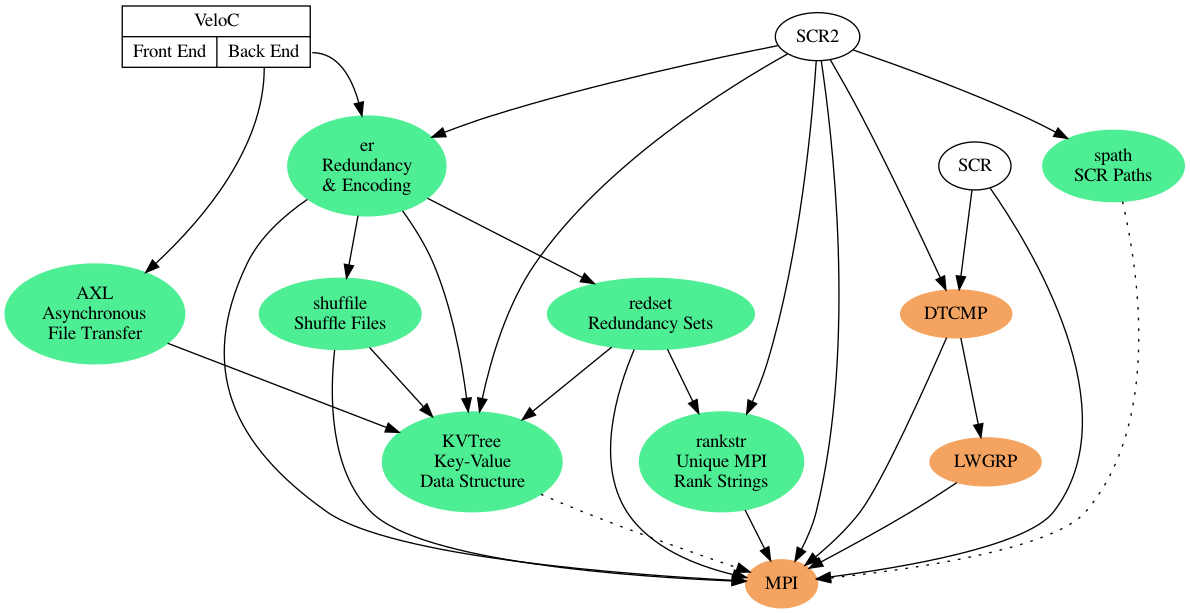 VeloC
Front End
Back End
SCR2
er
Redundancy
& Encoding
SCR
spath
SCR Paths
AXL
Asynchronous
File Transfer
shuffile
Shuffle Files
redset
Redundancy Sets
DTCMP
KVTree
Key-Value
Data Structure
rankstr
Unique MPI
Rank Strings
LWGRP
MPI